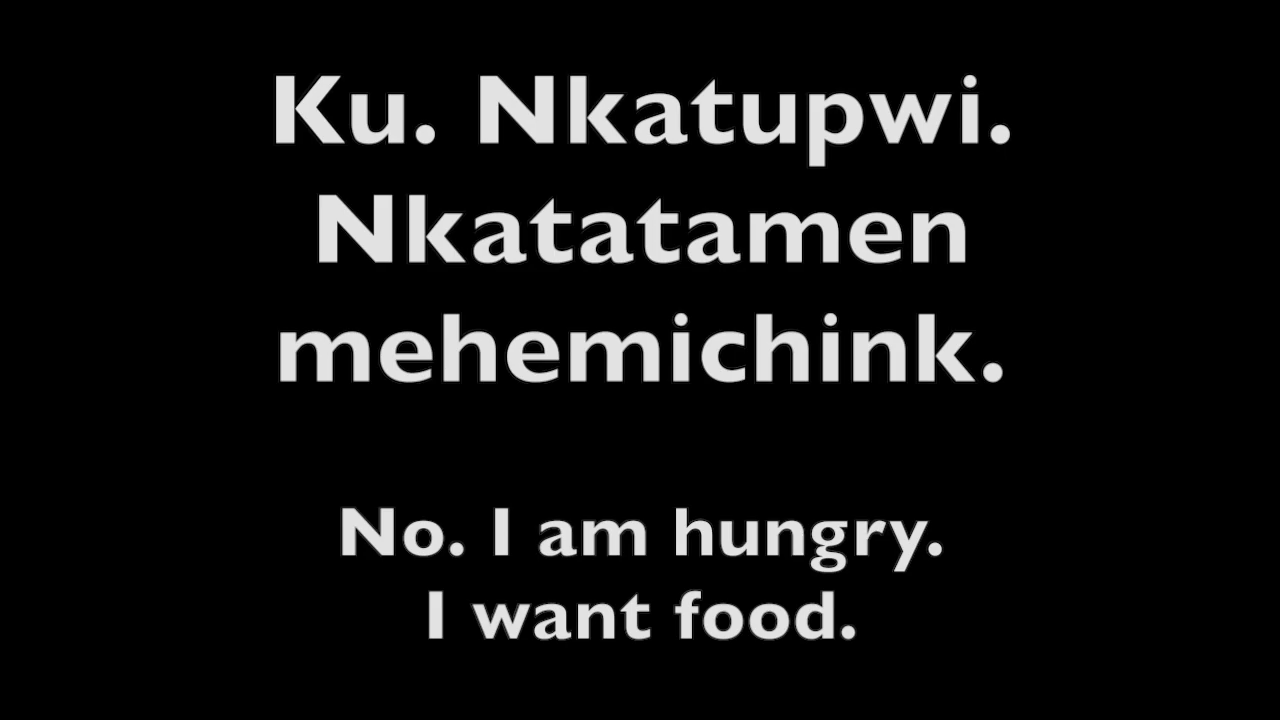 Ku. Nkatupwi.
Nkatatamen
mehemichink.
No. I am hungry.
I want food.